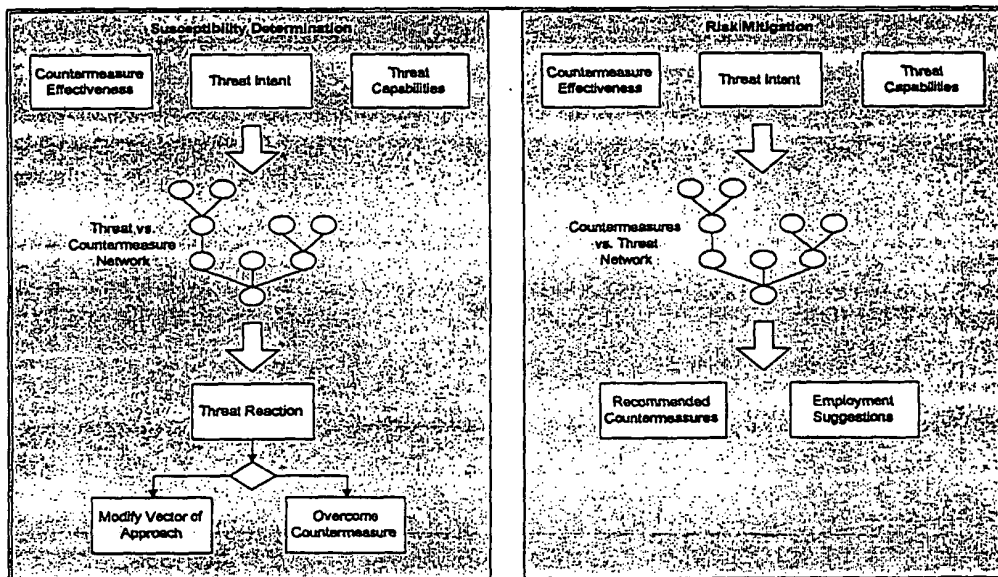 Susceptibility Determination
Countermeasure
Effectiveness
Threat Intent
Threat
Capabilities
Threat vs.
Countermeasure
Network
Threat Reaction
Modify Vector of
Approach
Overcome
Countermeasure
Risk Mitigation
Countermeasure
Effectiveness
Threat Intent
Threat
Capabilities
Countermeasures
vs. Threat
Network
Recommended
Countermeasures
Employment
Suggestions